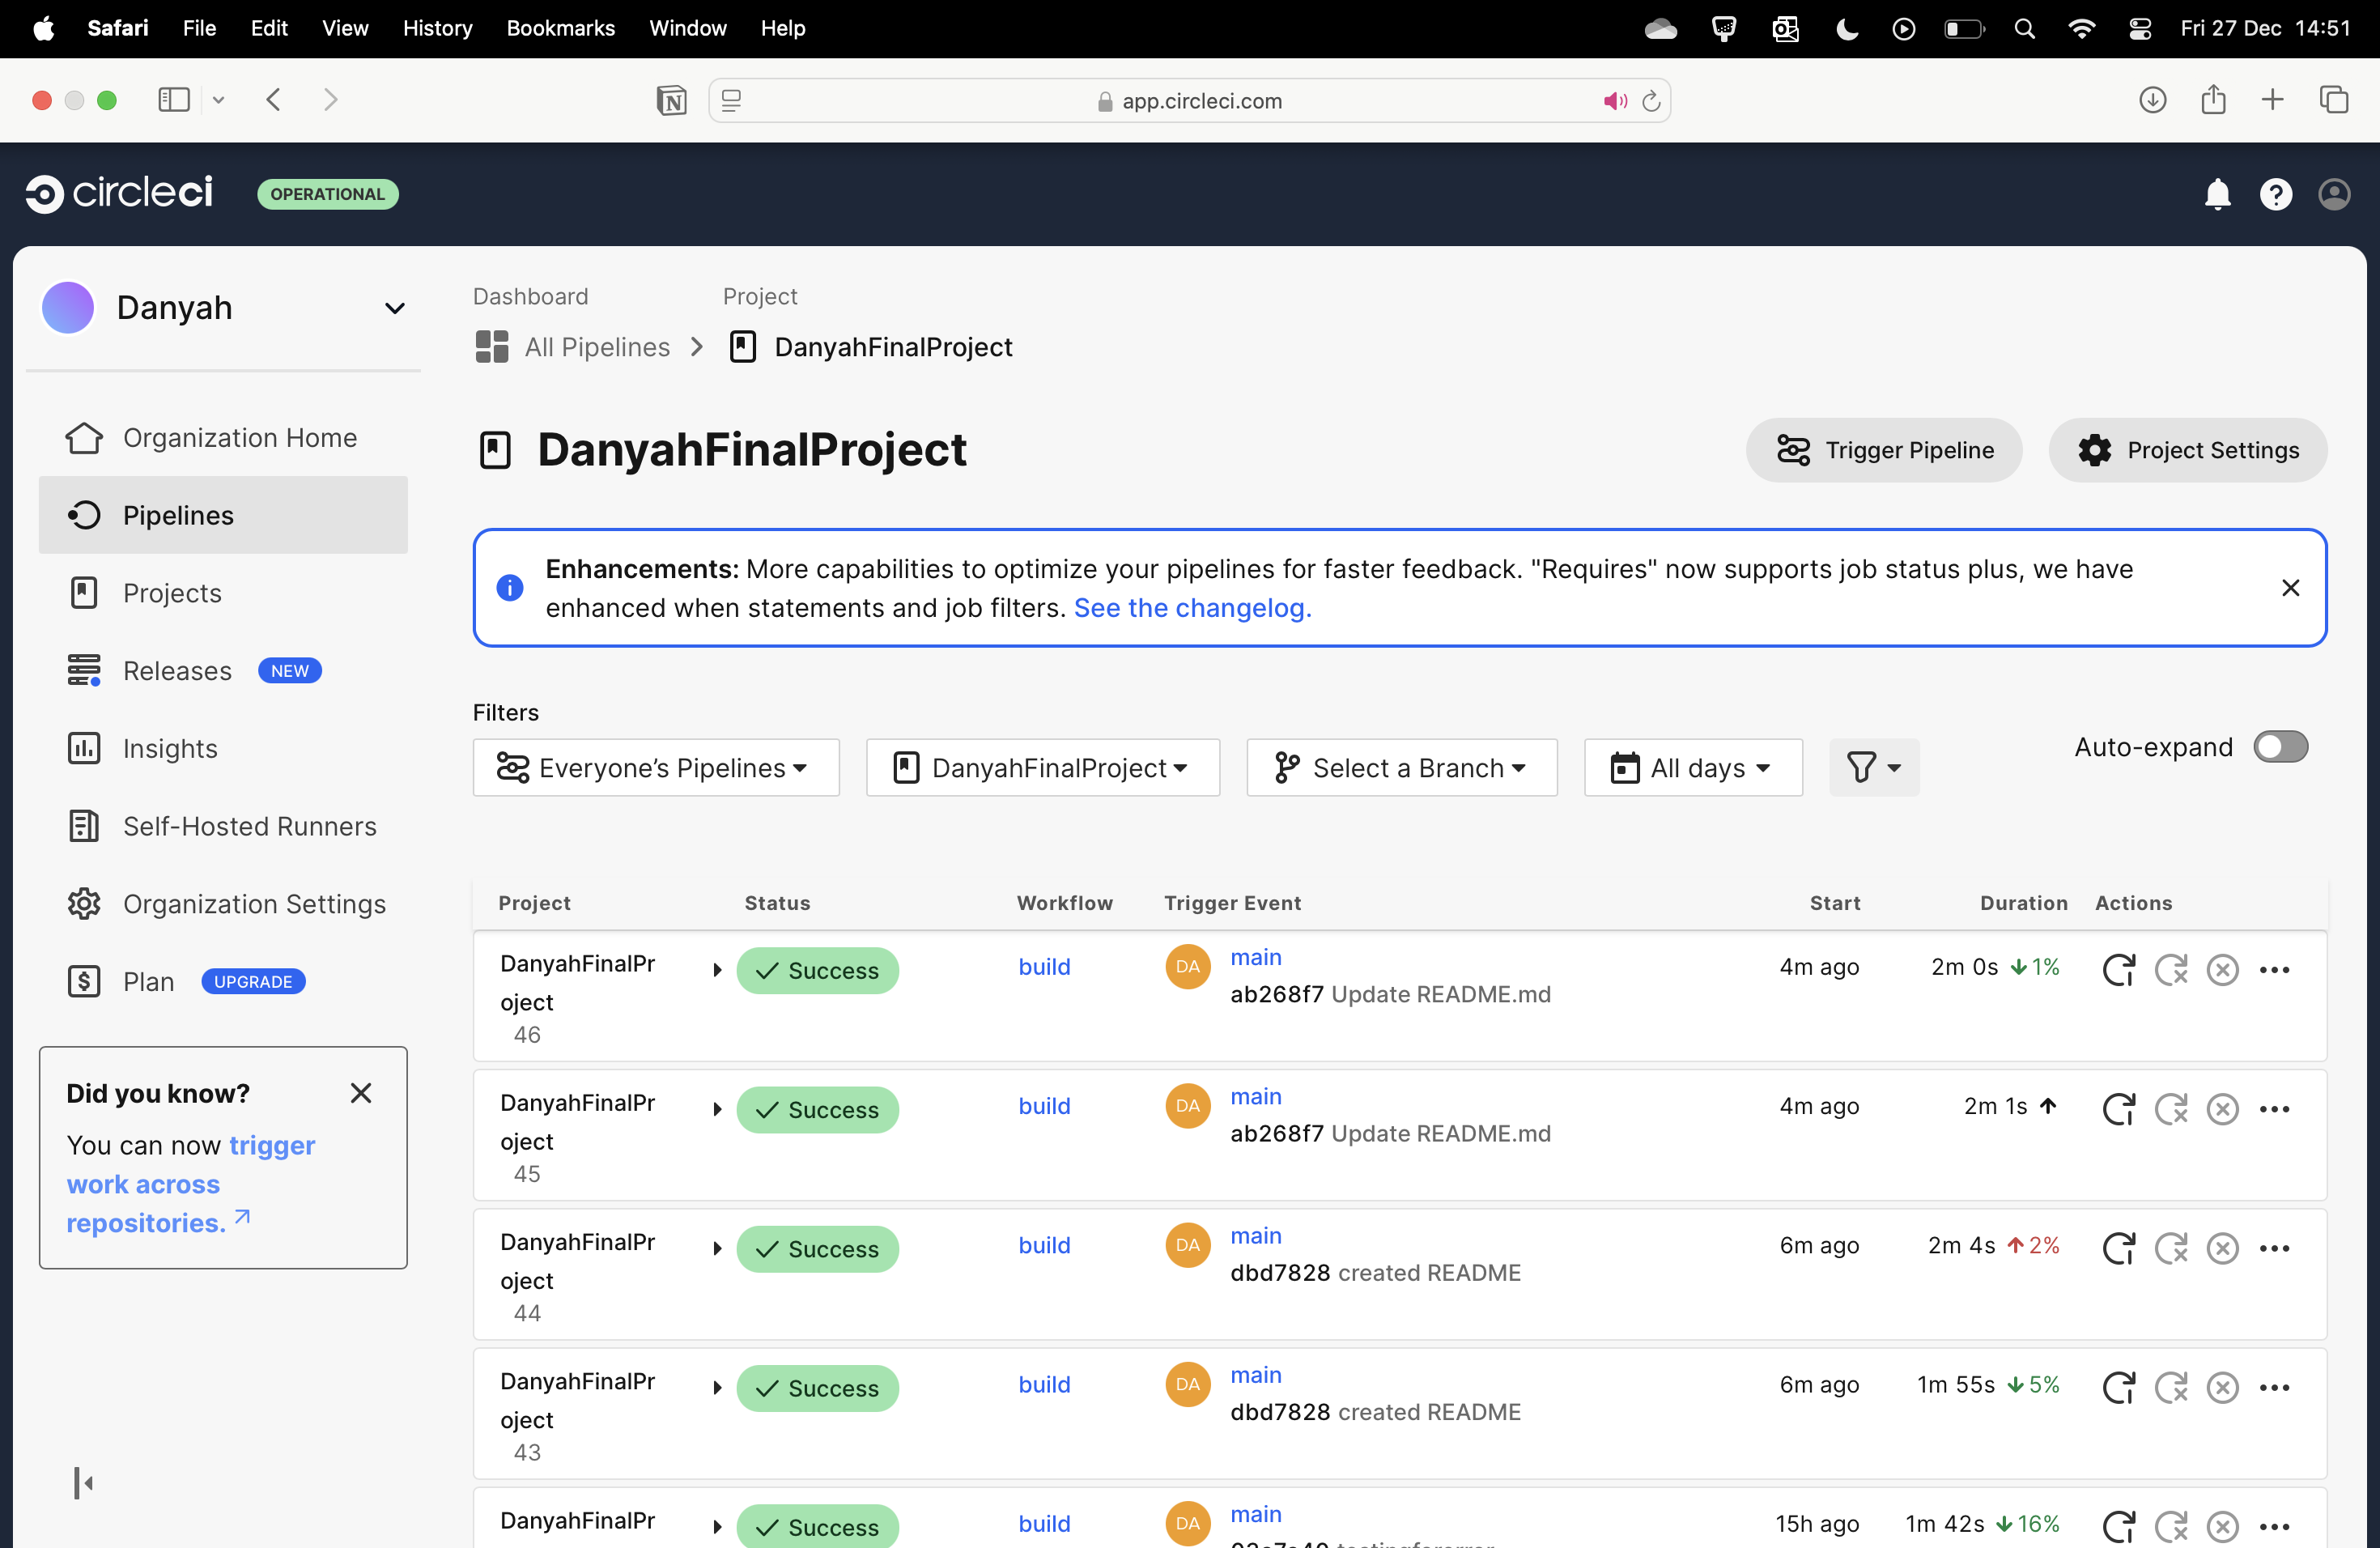 Safari File Edit View History Bookmarks Window Help Fri 27 Dec 14:51
app.circleci.com
circleci OPERATIONAL
Danyah
Organization Home
Pipelines
Projects
Releases NEW
Insights
Self-Hosted Runners
Organization Settings
Plan UPGRADE
Did you know?
You can now trigger
work across
repositories.
Dashboard Project
All Pipelines DanyahFinalProject
DanyahFinalProject
Trigger Pipeline Project Settings
Enhancements: More capabilities to optimize your pipelines for faster feedback. "Requires" now supports job status plus, we have
enhanced when statements and job filters. See the changelog.
Filters
Everyone’s Pipelines DanyahFinalProject Select a Branch All days Auto-expand
Project Status Workflow Trigger Event Start Duration Actions
DanyahFinalPr Success build DA main 4m ago 2m 0s 1%
oject ab268f7 Update README.md
46
DanyahFinalPr Success build DA main 4m ago 2m 1s
oject ab268f7 Update README.md
45
DanyahFinalPr Success build DA main 6m ago 2m 4s 2%
oject dbd7828 created README
44
DanyahFinalPr Success build DA main 6m ago 1m 55s 5%
oject dbd7828 created README
43
DanyahFinalPr Success build DA main 15h ago 1m 42s 16%